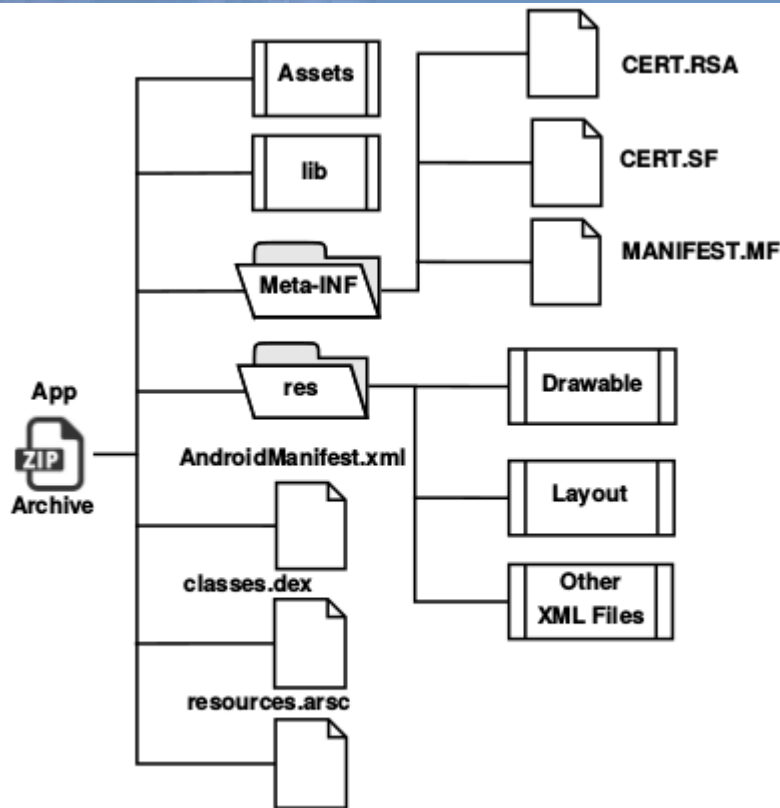 Assets
CERT.RSA
lib
CERT.SF
Meta-INF
MANIFEST.MF
App
ZIP
Archive
res
Drawable
AndroidManifest.xml
Layout
classes.dex
Other
XML Files
resources.arsc